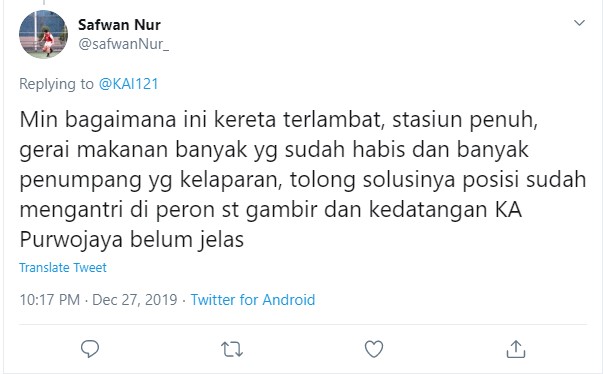 Safwan Nur
@safwanNur_
Replying to @KAI121
Min bagaimana ini kereta terlambat, stasiun penuh,
gerai makanan banyak yg sudah habis dan banyak
penumpang yg kelaparan, tolong solusinya posisi sudah
mengantri di peron st gambir dan kedatangan KA
Purwojaya belum jelas
Translate Tweet
10:17 PM · Dec 27, 2019 · Twitter for Android